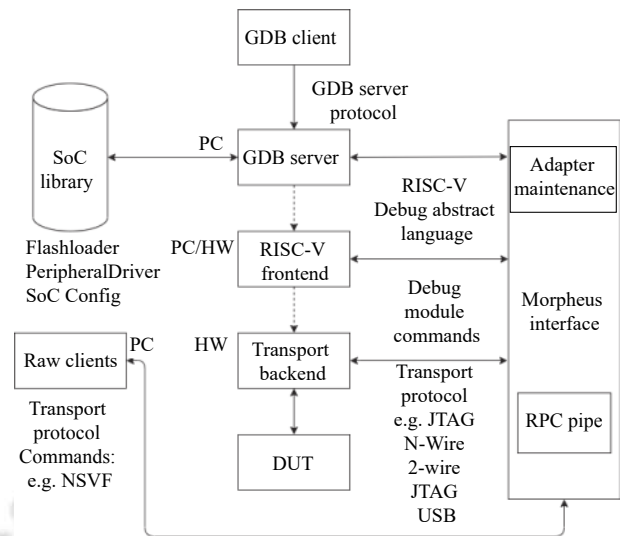 GDB client
GDB server
protocol
PC
SoC
library
GDB server
Adapter
maintenance
RISC-V
Debug abstract
language
Flashloader
PeripheralDriver
SoC Config
PC/HW
RISC-V
frontend
Debug
module
commands
Morpheus
interface
Raw clients
PC
HW
Transport
backend
Transport
protocol
Commands:
e.g. NSVF
DUT
Transport
protocol
e.g. JTAG
N-Wire
2-wire
JTAG
USB
RPC pipe